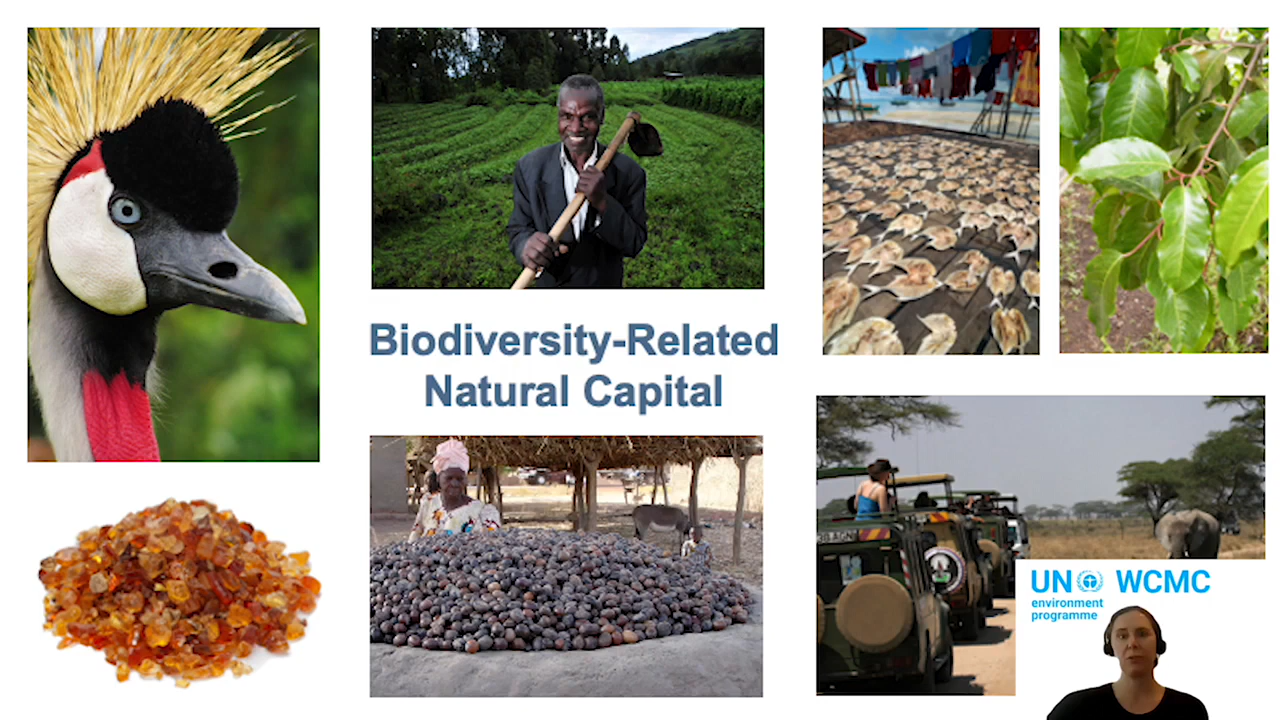 Biodiversity-Related
Natural Capital
UN WCMC
environment
programme